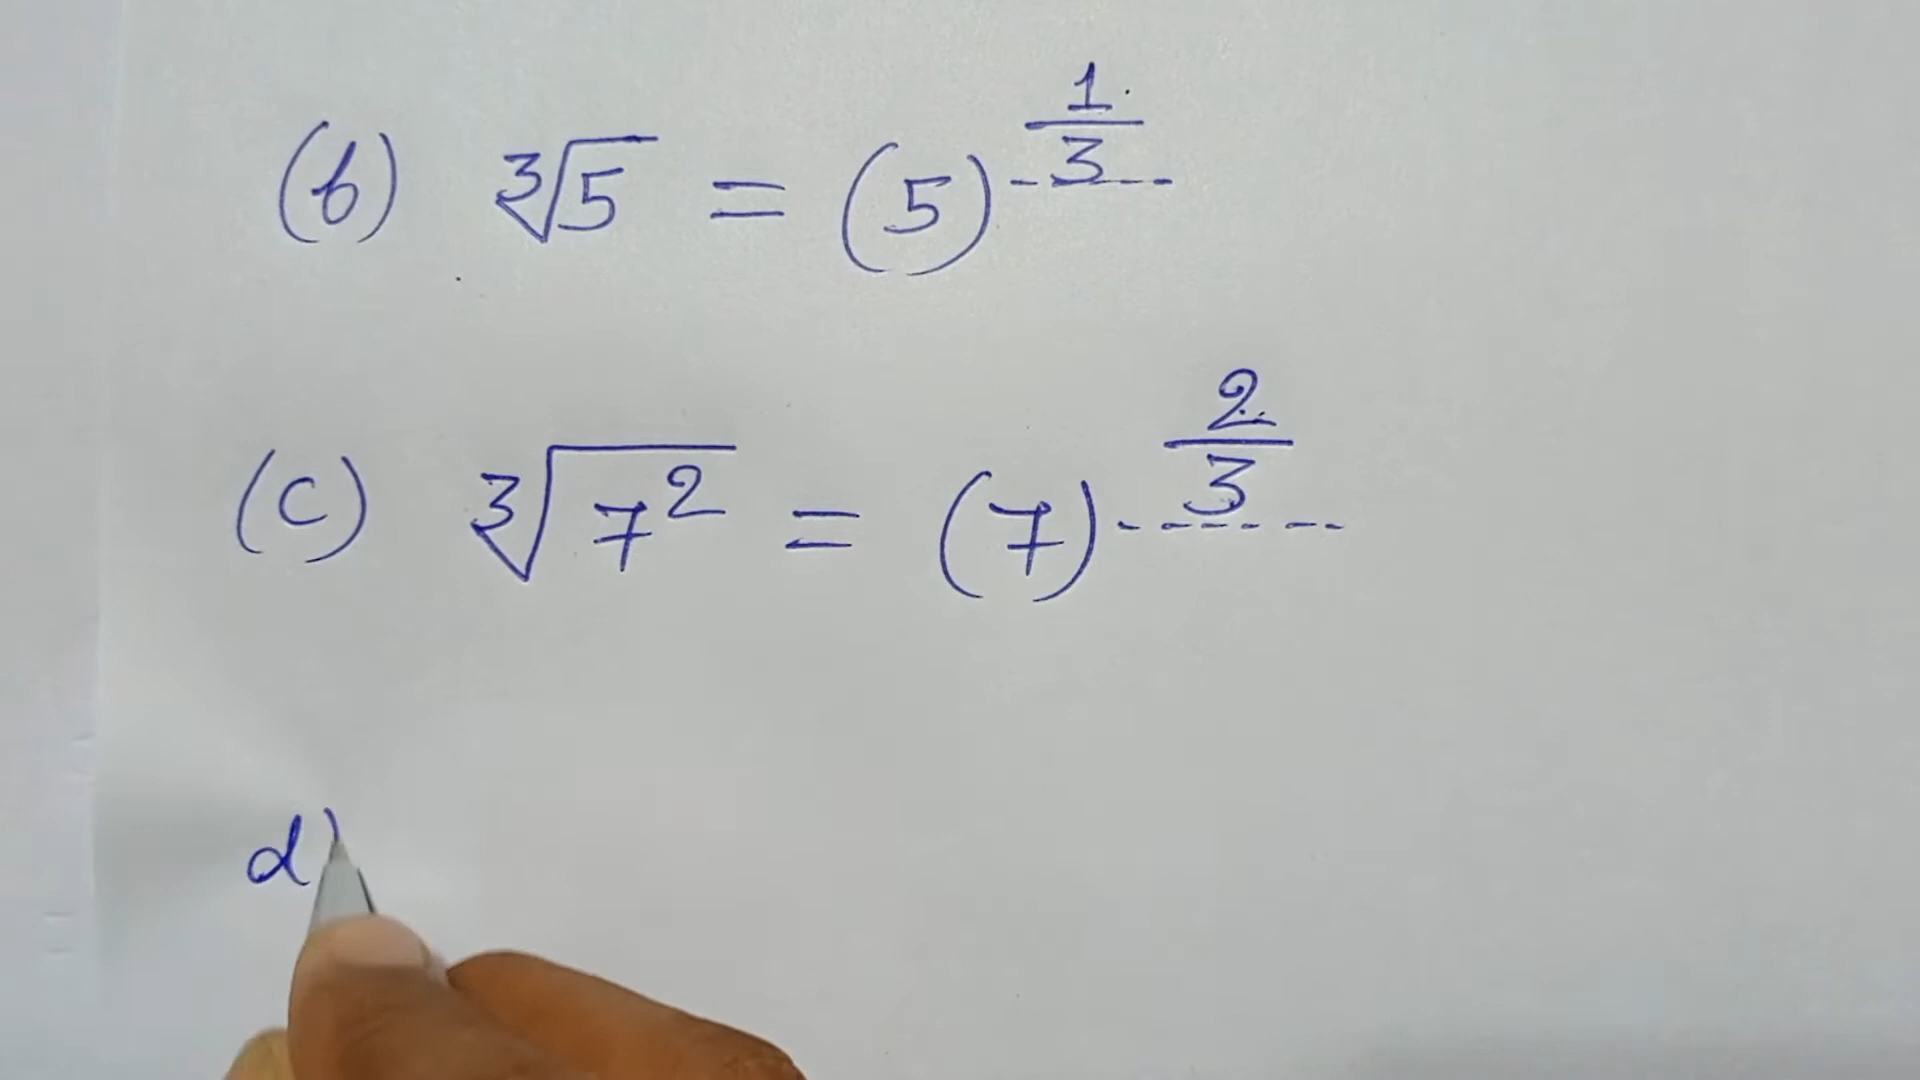 (b) ∛5 = (5)^(1/3)
(c) ∛(7²) = (7)^(2/3)
d)